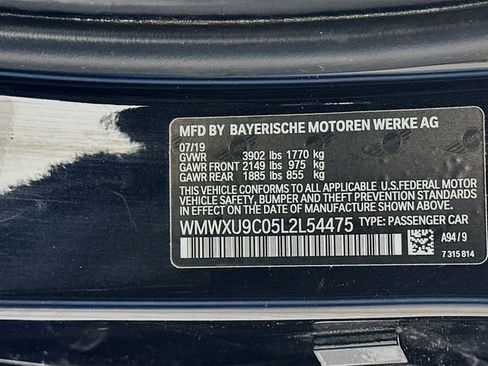 MFD BY BAYERISCHE MOTOREN WERKE AG
07/19
GVWR 3902 lbs 1770 kg
GAWR FRONT 2149 lbs 975 kg
GAWR REAR 1885 lbs 855 kg
THIS VEHICLE CONFORMS TO ALL APPLICABLE U.S. FEDERAL MOTOR
VEHICLE SAFETY, BUMPER AND THEFT PREVENTION STANDARDS
IN EFFECT ON THE DATE OF MANUFACTURE SHOWN ABOVE.
WMWXU9C05L2L54475 TYPE: PASSENGER CAR
A94/9
7 315 814